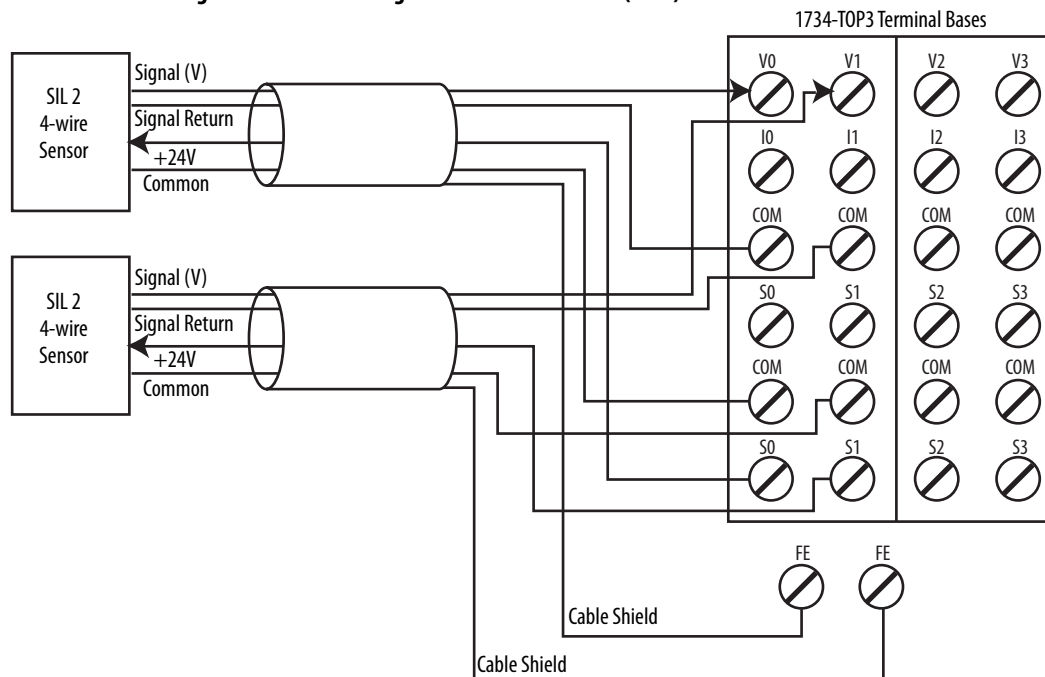 1734-TOP3 Terminal Bases
SIL 2
4-wire
Sensor
Signal (V)
Signal Return
+24V
Common
SIL 2
4-wire
Sensor
Signal (V)
Signal Return
+24V
Common
V0 V1 V2 V3
I0 I1 I2 I3
COM COM COM COM
S0 S1 S2 S3
COM COM COM COM
S0 S1 S2 S3
FE FE
Cable Shield
Cable Shield